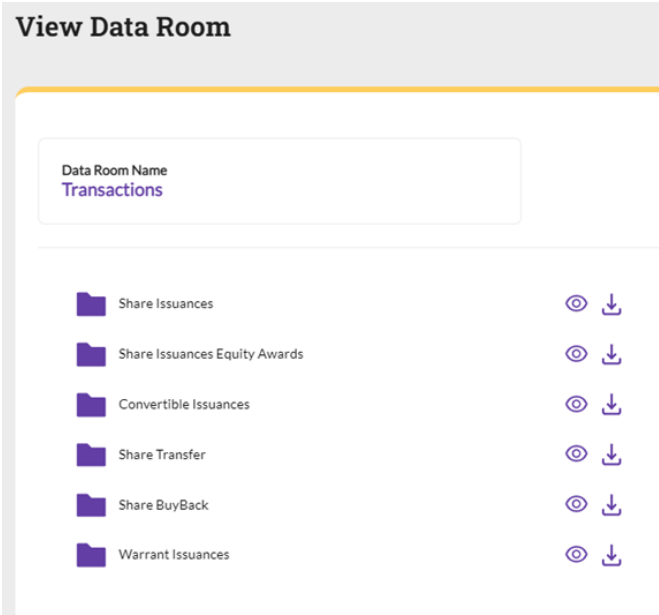 View Data Room
Data Room Name
Transactions
Share Issuances
Share Issuances Equity Awards
Convertible Issuances
Share Transfer
Share BuyBack
Warrant Issuances